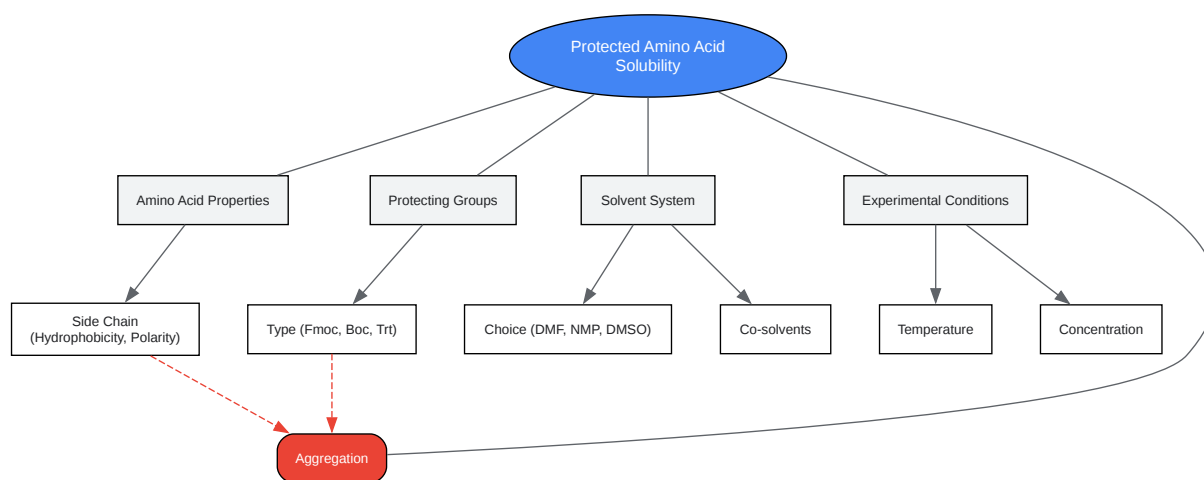 Protected Amino Acid
Solubility
Amino Acid Properties
Protecting Groups
Solvent System
Experimental Conditions
Side Chain
(Hydrophobicity, Polarity)
Type (Fmoc, Boc, Trt)
Choice (DMF, NMP, DMSO)
Co-solvents
Temperature
Concentration
Aggregation